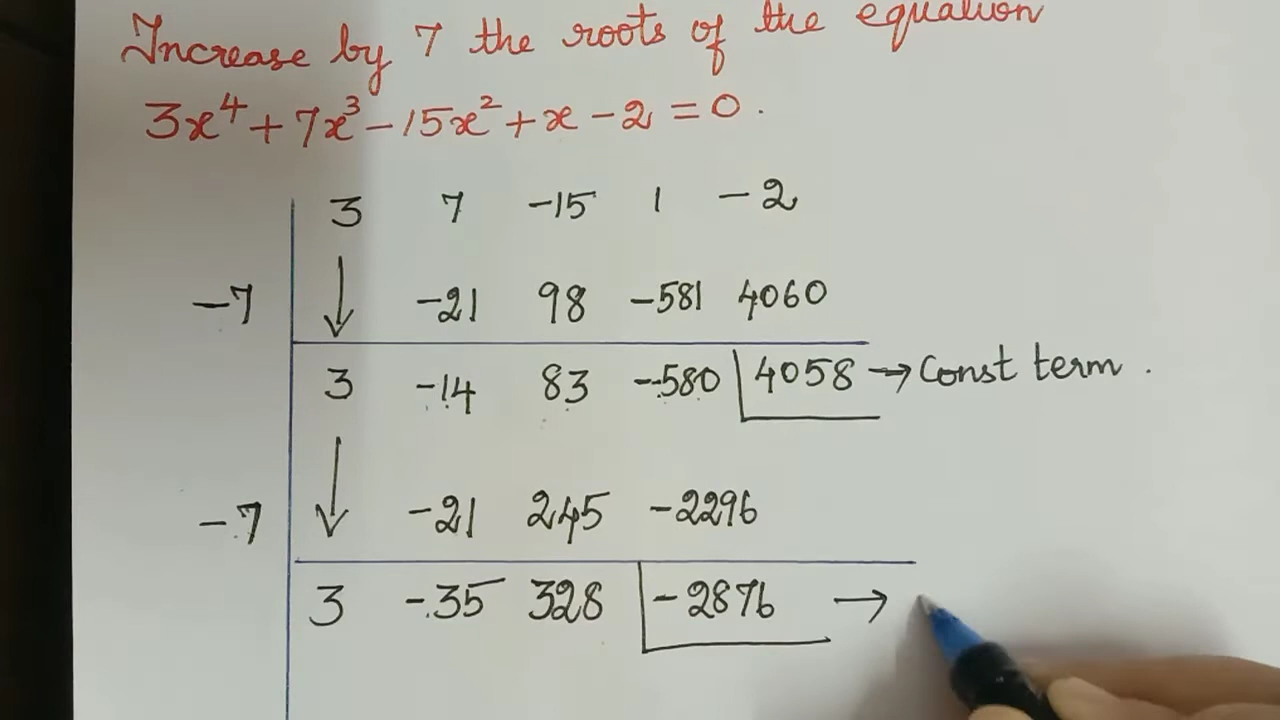 Increase by 7 the roots of the equation
3x⁴ + 7x³ - 15x² + x - 2 = 0.
3 7 -15 1 -2
-7 ↓ -21 98 -581 4060
3 -14 83 -580 4058 → Const term.
-7 ↓ -21 245 -2296
3 -35 328 -2876 →